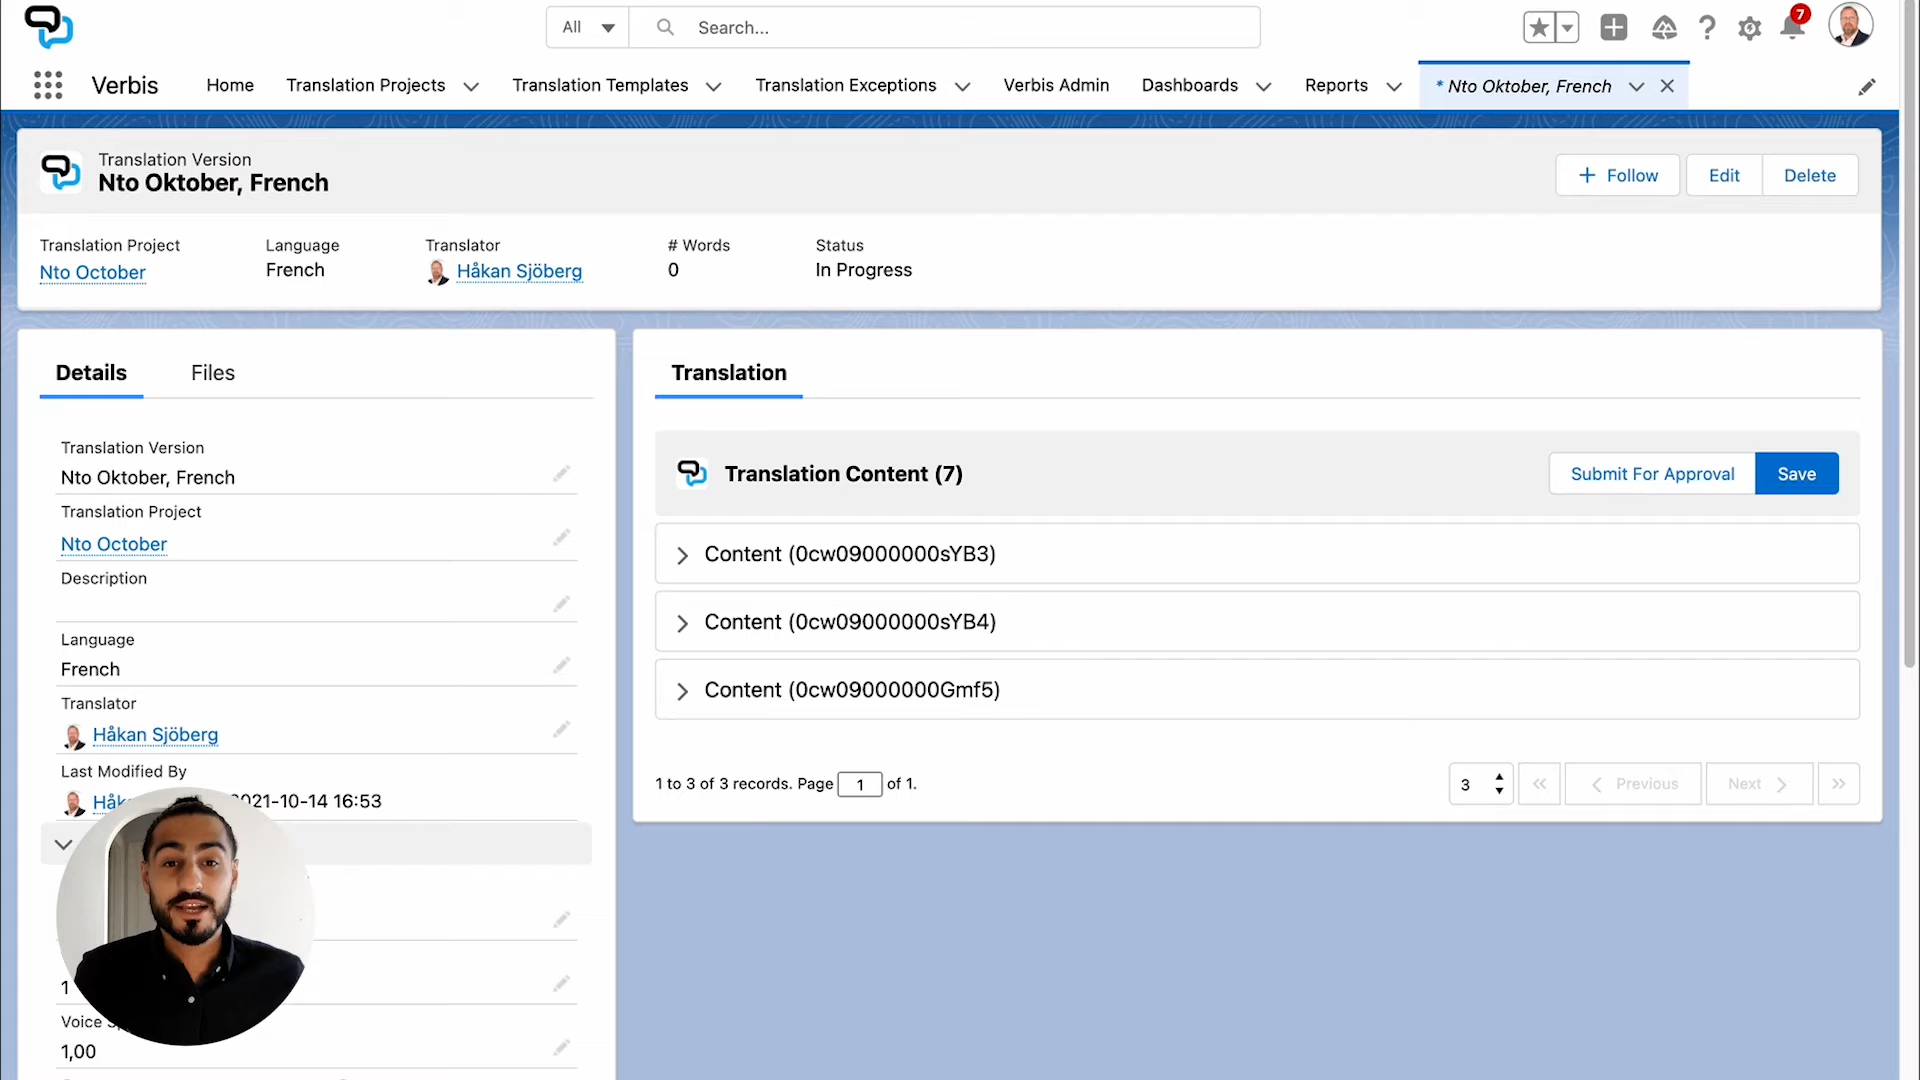 All
Search...
7
Verbis
Home
Translation Projects
Translation Templates
Translation Exceptions
Verbis Admin
Dashboards
Reports
* Nto Oktober, French
Translation Version
Nto Oktober, French
Follow
Edit
Delete
Translation Project
Nto October
Language
French
Translator
Håkan Sjöberg
# Words
0
Status
In Progress
Details
Files
Translation Version
Nto Oktober, French
Translation Project
Nto October
Description
Language
French
Translator
Håkan Sjöberg
Last Modified By
2021-10-14 16:53
1
Voice
1,00
Translation
Translation Content (7)
Submit For Approval
Save
Content (0cw09000000sYB3)
Content (0cw09000000sYB4)
Content (0cw09000000Gmf5)
1 to 3 of 3 records. Page 1 of 1.
3
Previous
Next